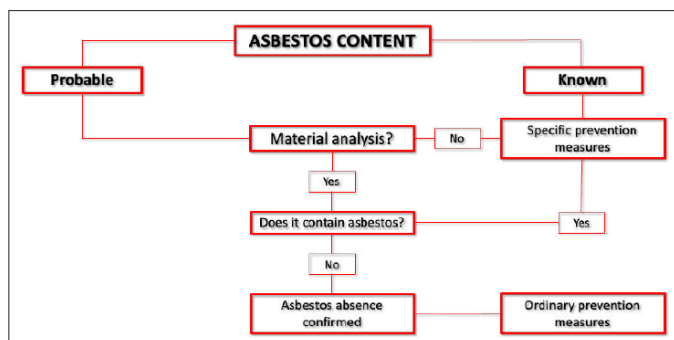 ASBESTOS CONTENT
Probable
Known
Material analysis?
No
Specific prevention
measures
Yes
Does it contain asbestos?
Yes
No
Asbestos absence
confirmed
Ordinary prevention
measures